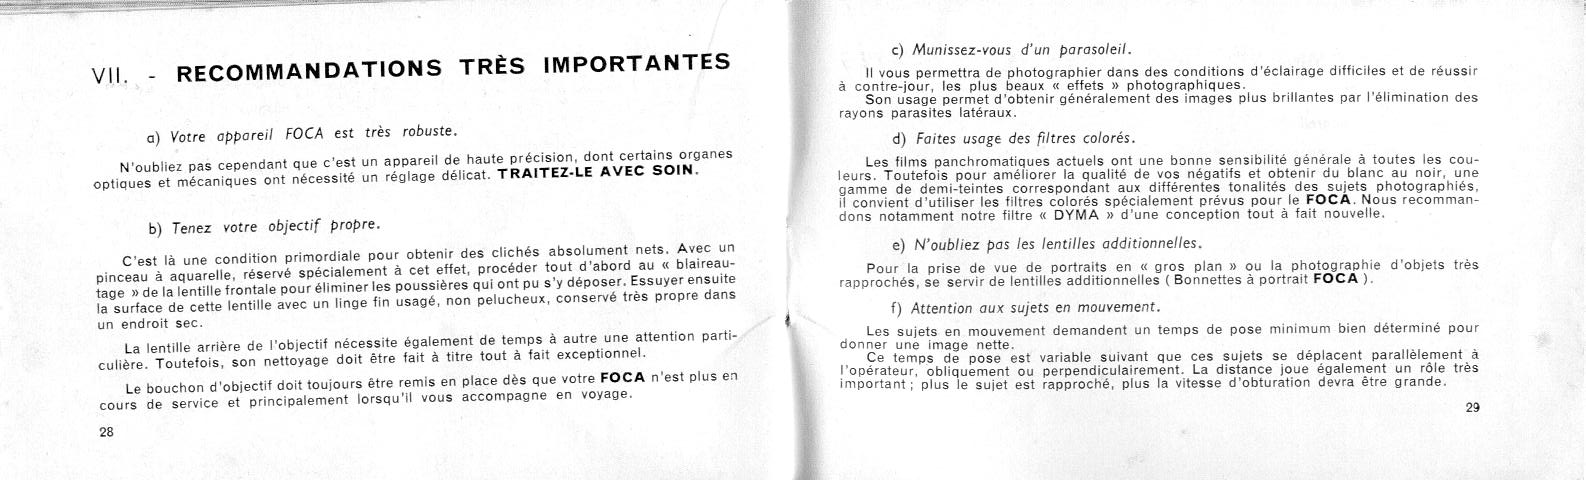 VII. - RECOMMANDATIONS TRÈS IMPORTANTES
a) Votre appareil FOCA est très robuste.
N'oubliez pas cependant que c'est un appareil de haute précision, dont certains organes
optiques et mécaniques ont nécessité un réglage délicat. TRAITEZ-LE AVEC SOIN.
b) Tenez votre objectif propre.
C'est là une condition primordiale pour obtenir des clichés absolument nets. Avec un
pinceau à aquarelle, réservé spécialement à cet effet, procéder tout d'abord au « blaireau-
tage » de la lentille frontale pour éliminer les poussières qui ont pu s'y déposer. Essuyer ensuite
la surface de cette lentille avec un linge fin usagé, non pelucheux, conservé très propre dans
un endroit sec.
La lentille arrière de l'objectif nécessite également de temps à autre une attention parti-
culière. Toutefois, son nettoyage doit être fait à titre tout à fait exceptionnel.
Le bouchon d'objectif doit toujours être remis en place dès que votre FOCA n'est plus en
cours de service et principalement lorsqu'il vous accompagne en voyage.
28
c) Munissez-vous d'un parasoleil.
Il vous permettra de photographier dans des conditions d'éclairage difficiles et de réussir
à contre-jour, les plus beaux « effets » photographiques.
Son usage permet d'obtenir généralement des images plus brillantes par l'élimination des
rayons parasites latéraux.
d) Faites usage des filtres colorés.
Les films panchromatiques actuels ont une bonne sensibilité générale à toutes les cou-
leurs. Toutefois pour améliorer la qualité de vos négatifs et obtenir du blanc au noir, une
gamme de demi-teintes correspondant aux différentes tonalités des sujets photographiés,
il convient d'utiliser les filtres colorés spécialement prévus pour le FOCA. Nous recomman-
dons notamment notre filtre « DYMA » d'une conception tout à fait nouvelle.
e) N'oubliez pas les lentilles additionnelles.
Pour la prise de vue de portraits en « gros plan » ou la photographie d'objets très
rapprochés, se servir de lentilles additionnelles ( Bonnettes à portrait FOCA ).
f) Attention aux sujets en mouvement.
Les sujets en mouvement demandent un temps de pose minimum bien déterminé pour
donner une image nette.
Ce temps de pose est variable suivant que ces sujets se déplacent parallèlement à
l'opérateur, obliquement ou perpendiculairement. La distance joue également un rôle très
important ; plus le sujet est rapproché, plus la vitesse d'obturation devra être grande.
29